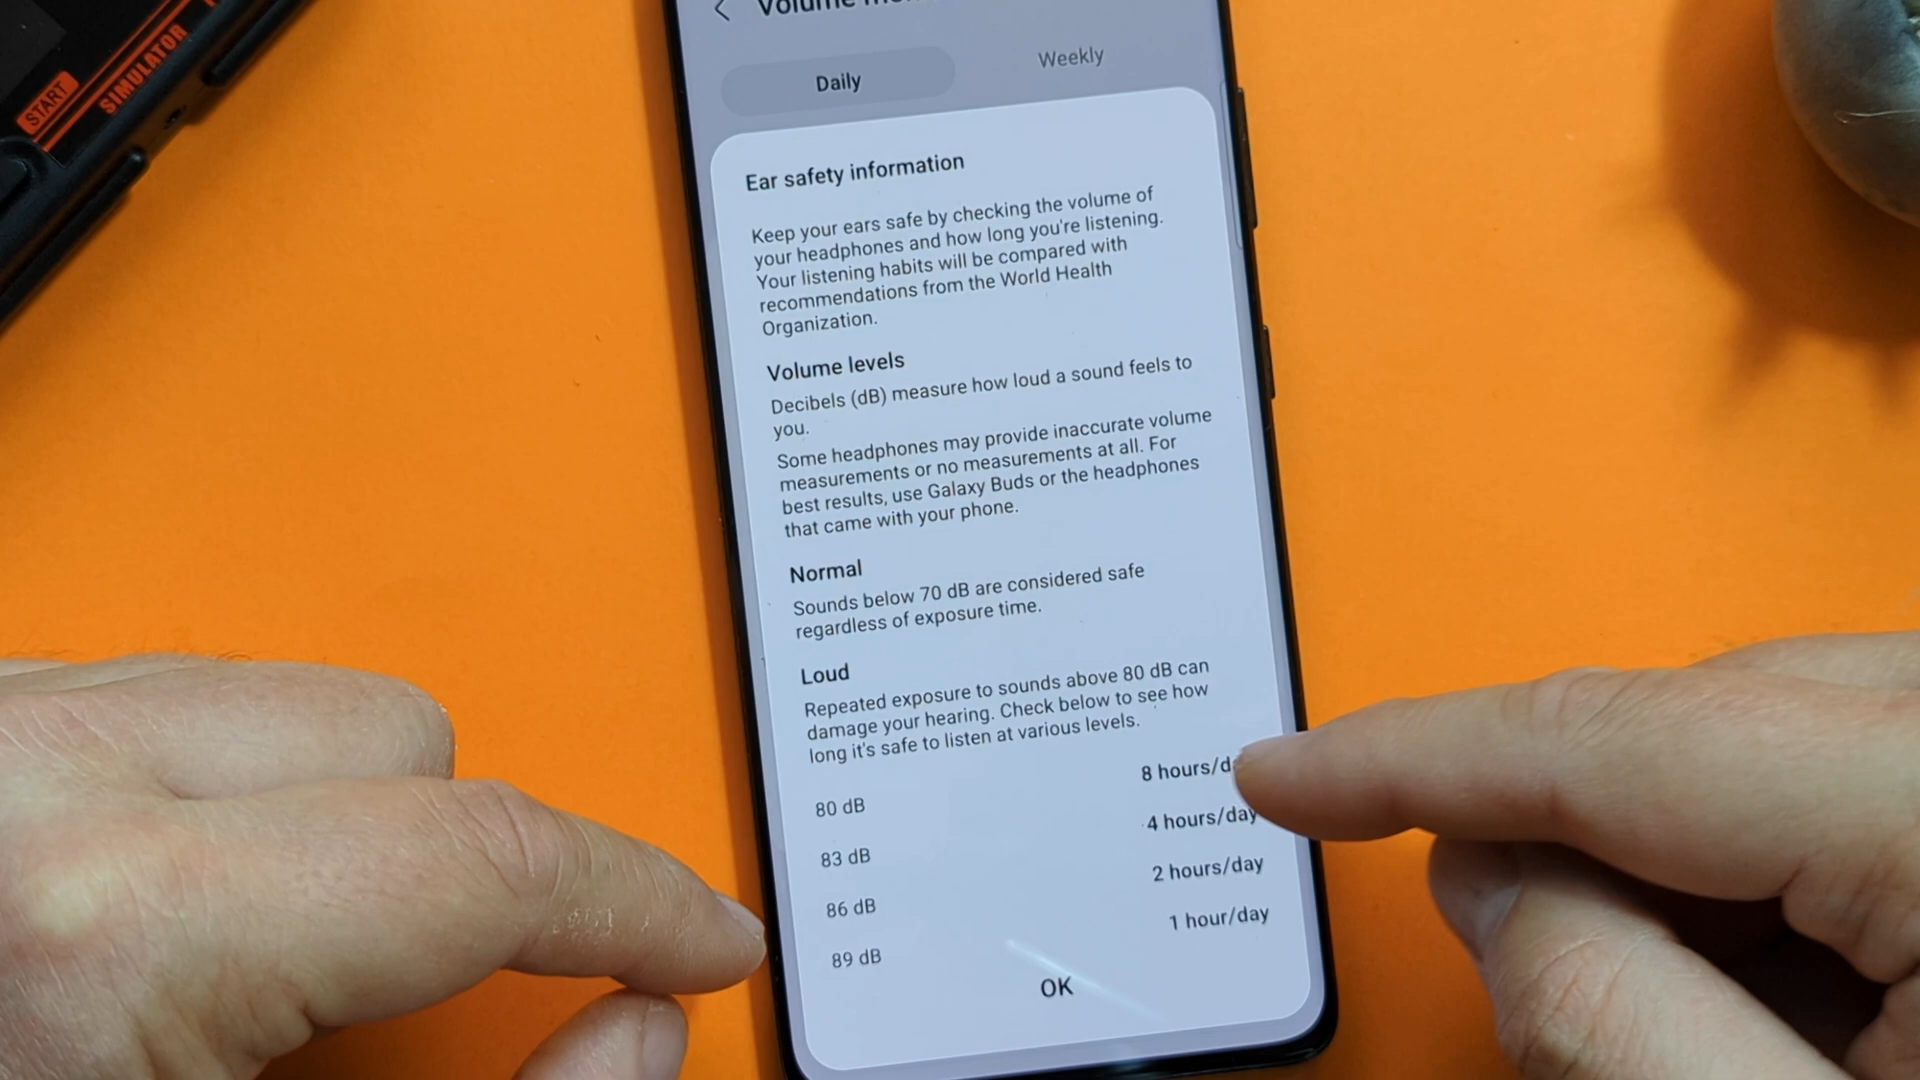 START
SIMULATOR
Volume
Daily
Weekly
Ear safety information
Keep your ears safe by checking the volume of
your headphones and how long you're listening.
Your listening habits will be compared with
recommendations from the World Health
Organization.
Volume levels
Decibels (dB) measure how loud a sound feels to
you.
Some headphones may provide inaccurate volume
measurements or no measurements at all. For
best results, use Galaxy Buds or the headphones
that came with your phone.
Normal
Sounds below 70 dB are considered safe
regardless of exposure time.
Loud
Repeated exposure to sounds above 80 dB can
damage your hearing. Check below to see how
long it's safe to listen at various levels.
80 dB 8 hours/d
83 dB 4 hours/day
86 dB 2 hours/day
89 dB 1 hour/day
OK